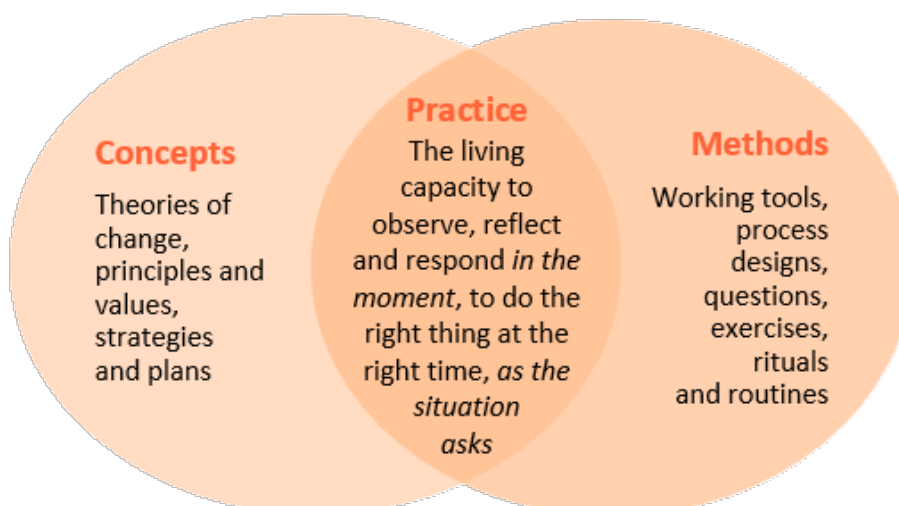 Concepts
Theories of
change,
principles and
values,
strategies
and plans
Practice
The living
capacity to
observe, reflect
and respond in the
moment, to do the
right thing at the
right time, as the
situation
asks
Methods
Working tools,
process
designs,
questions,
exercises,
rituals
and routines